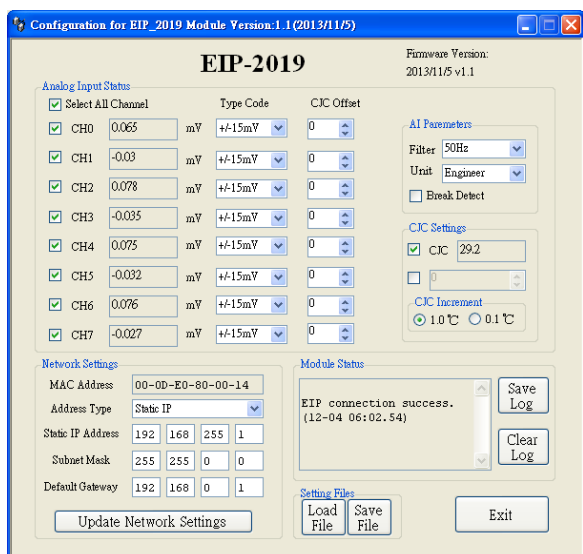 Configuration for EIP_2019 Module Version:1.1(2013/11/5)
EIP-2019
Firmware Version:
2013/11/5 v1.1
Analog Input Status
Select All Channel Type Code CJC Offset
CH0 0.065 mV +/-15mV 0
CH1 -0.03 mV +/-15mV 0
CH2 0.078 mV +/-15mV 0
CH3 -0.035 mV +/-15mV 0
CH4 0.075 mV +/-15mV 0
CH5 -0.032 mV +/-15mV 0
CH6 0.076 mV +/-15mV 0
CH7 -0.027 mV +/-15mV 0
AI Paremeters
Filter 50Hz
Unit Engineer
Break Detect
CJC Settings
CJC 29.2
0
CJC Increment
1.0℃ 0.1℃
Network Settings
MAC Address 00-0D-E0-80-00-14
Address Type Static IP
Static IP Address 192 168 255 1
Subnet Mask 255 255 0 0
Default Gateway 192 168 0 1
Update Network Settings
Module Status
EIP connection success.
(12-04 06:02.54)
Save
Log
Clear
Log
Setting Files
Load
File
Save
File
Exit